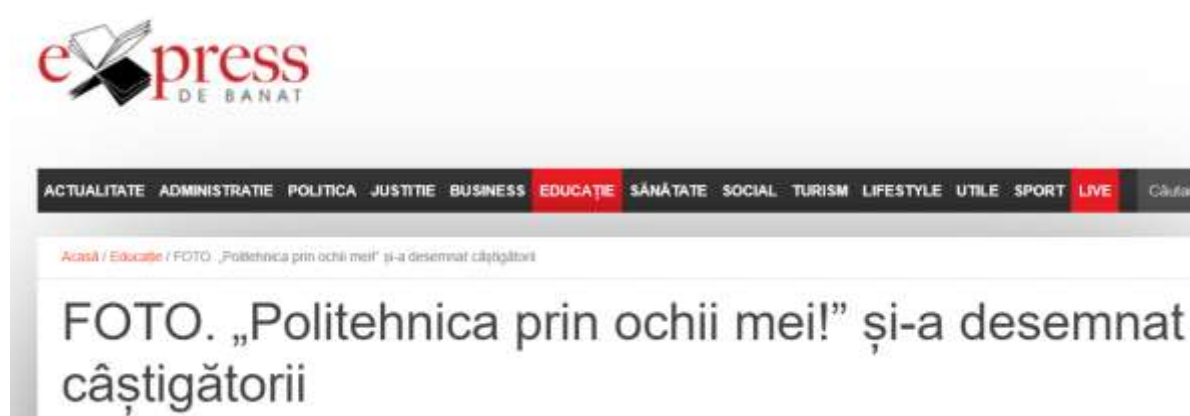 express
DE BANAT
ACTUALITATE ADMINISTRATIE POLITICA JUSTITIE BUSINESS EDUCAȚIE SĂNĂTATE SOCIAL TURISM LIFESTYLE UTILE SPORT LIVE
Acasă / Educație / FOTO. „Politehnica prin ochii mei!” și-a desemnat câștigătorii
FOTO. „Politehnica prin ochii mei!” și-a desemnat
câștigătorii